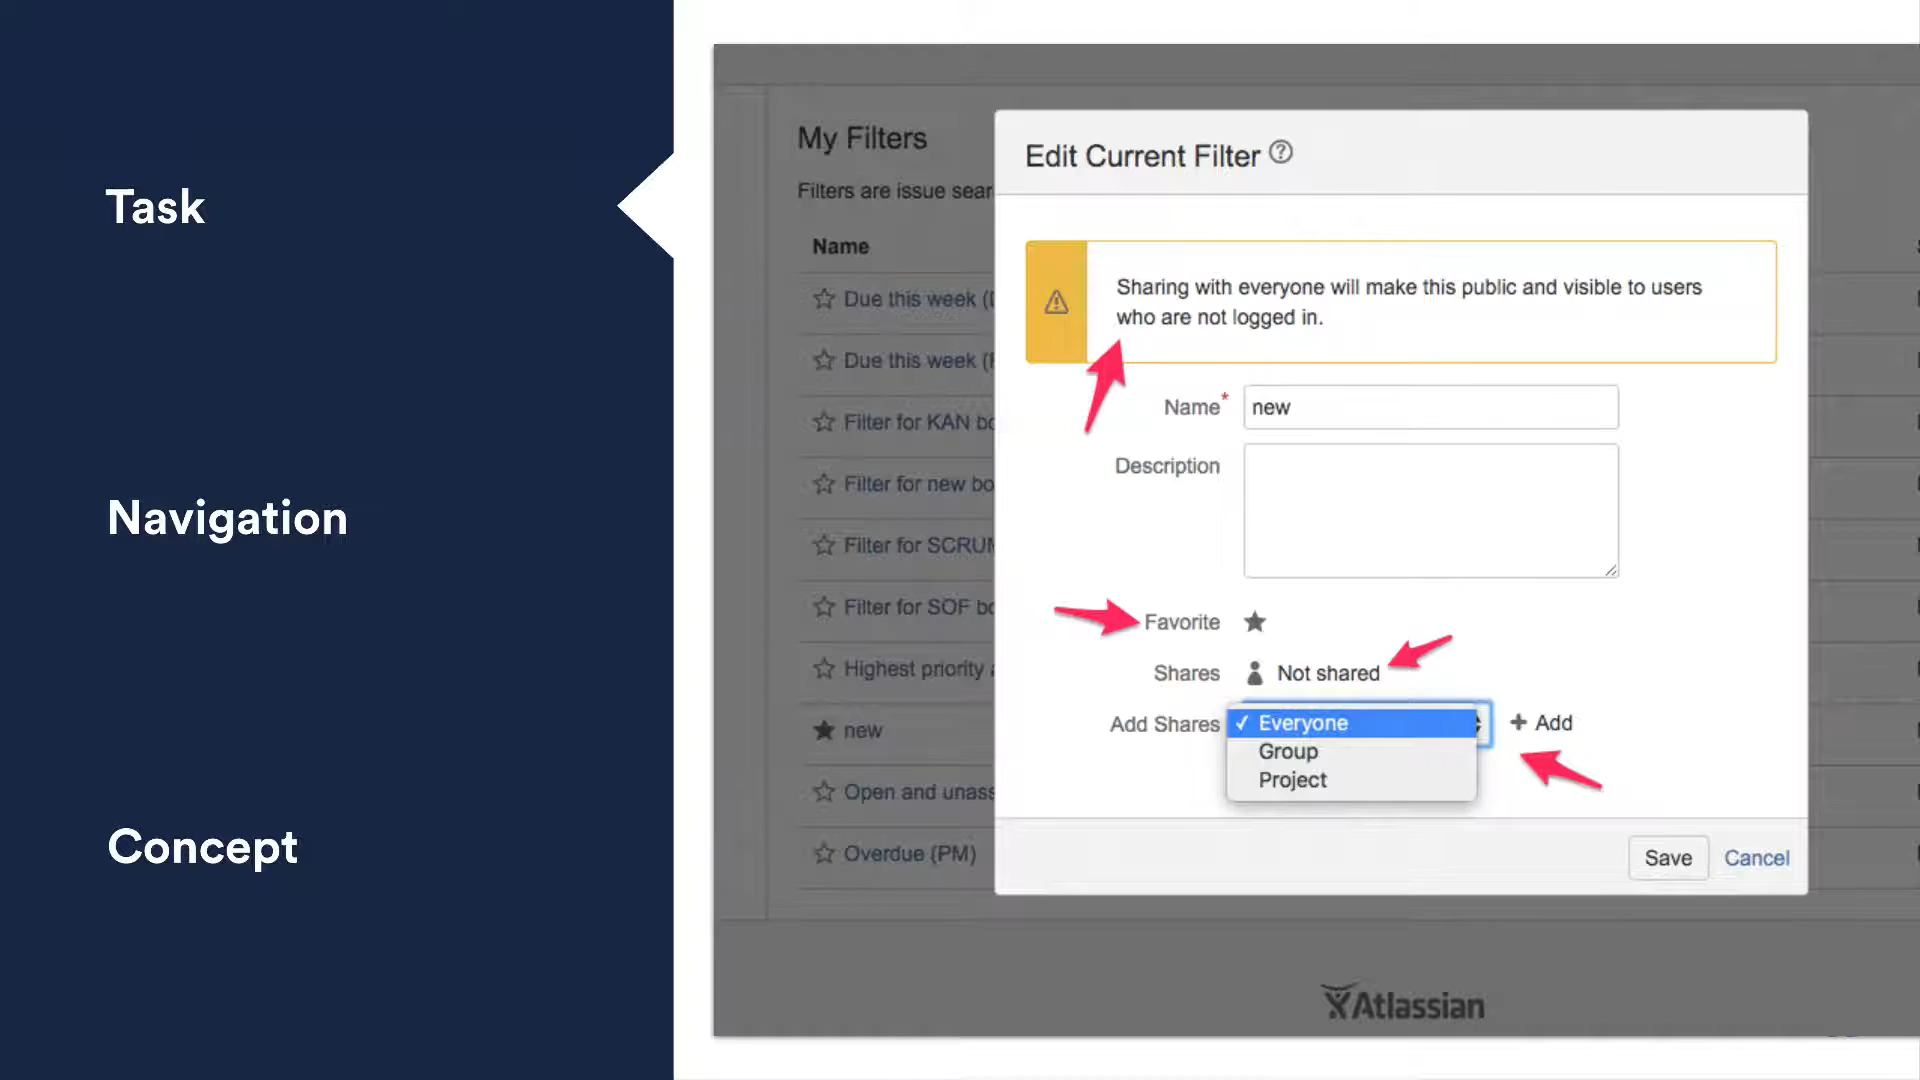 Task
Navigation
Concept
My Filters
Filters are issue sear
Name
Due this week (
Due this week (
Filter for KAN bo
Filter for new bo
Filter for SCRUM
Filter for SOF bo
Highest priority
new
Open and unass
Overdue (PM)
Edit Current Filter ?
Sharing with everyone will make this public and visible to users
who are not logged in.
Name* new
Description
Favorite
Shares Not shared
Add Shares ✓ Everyone + Add
Group
Project
Save Cancel
Atlassian